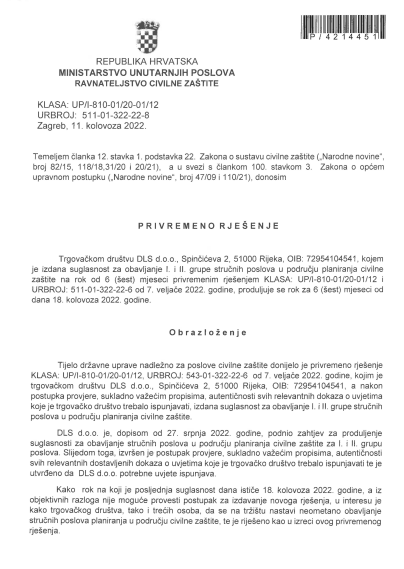 P/4214451
REPUBLIKA HRVATSKA
MINISTARSTVO UNUTARNJIH POSLOVA
RAVNATELJSTVO CIVILNE ZAŠTITE
KLASA: UP/I-810-01/20-01/12
URBROJ: 511-01-322-22-8
Zagreb, 11. kolovoza 2022.
Temeljem članka 12. stavka 1. podstavka 22. Zakona o sustavu civilne zaštite („Narodne novine“,
broj 82/15, 118/18,31/20 i 20/21), a u svezi s člankom 100. stavkom 3. Zakona o općem
upravnom postupku („Narodne novine“, broj 47/09 i 110/21), donosim
P R I V R E M E N O R J E Š E N J E
Trgovačkom društvu DLS d.o.o., Spinčićeva 2, 51000 Rijeka, OIB: 72954104541, kojem
je izdana suglasnost za obavljanje I. i II. grupe stručnih poslova u području planiranja civilne
zaštite na rok od 6 (šest) mjeseci privremenim rješenjem KLASA: UP/I-810-01/20-01/12 i
URBROJ: 511-01-322-22-6 od 7. veljače 2022. godine, produljuje se rok za 6 (šest) mjeseci od
dana 18. kolovoza 2022. godine.
O b r a z l o ž e n j e
Tijelo državne uprave nadležno za poslove civilne zaštite donijelo je privremeno rješenje
KLASA: UP/I-810-01/20-01/12, URBROJ: 543-01-322-22-6 od 7. veljače 2022. godine, kojim je
trgovačkom društvu DLS d.o.o., Spinčićeva 2, 51000 Rijeka, OIB: 72954104541, a nakon
postupka provjere, sukladno važećim propisima, autentičnosti svih relevantnih dokaza o uvjetima
koje je trgovačko društvo trebalo ispunjavati, izdana suglasnost za obavljanje I. i II. grupe stručnih
poslova u području planiranja civilne zaštite.
DLS d.o.o. je, dopisom od 27. srpnja 2022. godine, podnio zahtjev za produljenje
suglasnosti za obavljanje stručnih poslova u području planiranja civilne zaštite za I. i II. grupu
poslova. Slijedom toga, izvršen je postupak provjere, sukladno važećim propisima, autentičnosti
svih relevantnih dostavljenih dokaza o uvjetima koje je trgovačko društvo trebalo ispunjavati te je
utvrđeno da DLS d.o.o. potrebne uvjete ispunjava.
Kako rok na koji je posljednja suglasnost dana ističe 18. kolovoza 2022. godine, a iz
objektivnih razloga nije moguće provesti postupak za izdavanje novoga rješenja, u interesu je
kako trgovačkog društva, tako i trećih osoba, da se na tržištu nastavi neometano obavljanje
stručnih poslova planiranja u području civilne zaštite, te je riješeno kao u izreci ovog privremenog
rješenja.